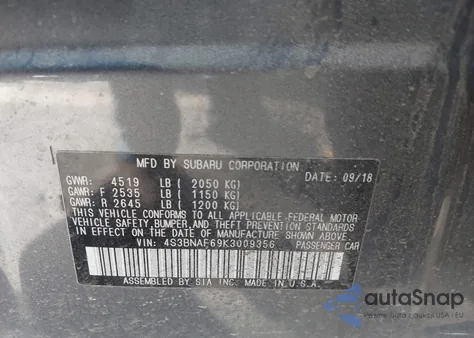 MFD BY SUBARU CORPORATION DATE: 09/18
GVWR: 4519 LB ( 2050 KG)
GAWR: F 2535 LB ( 1150 KG)
GAWR: R 2645 LB ( 1200 KG)
THIS VEHICLE CONFORMS TO ALL APPLICABLE FEDERAL MOTOR
VEHICLE SAFETY, BUMPER, AND THEFT PREVENTION STANDARDS
IN EFFECT ON THE DATE OF MANUFACTURE SHOWN ABOVE.
VIN: 4S3BNAF69K3009356 PASSENGER CAR
ASSEMBLED BY SIA INC. MADE IN U.S.A.
autoSnap